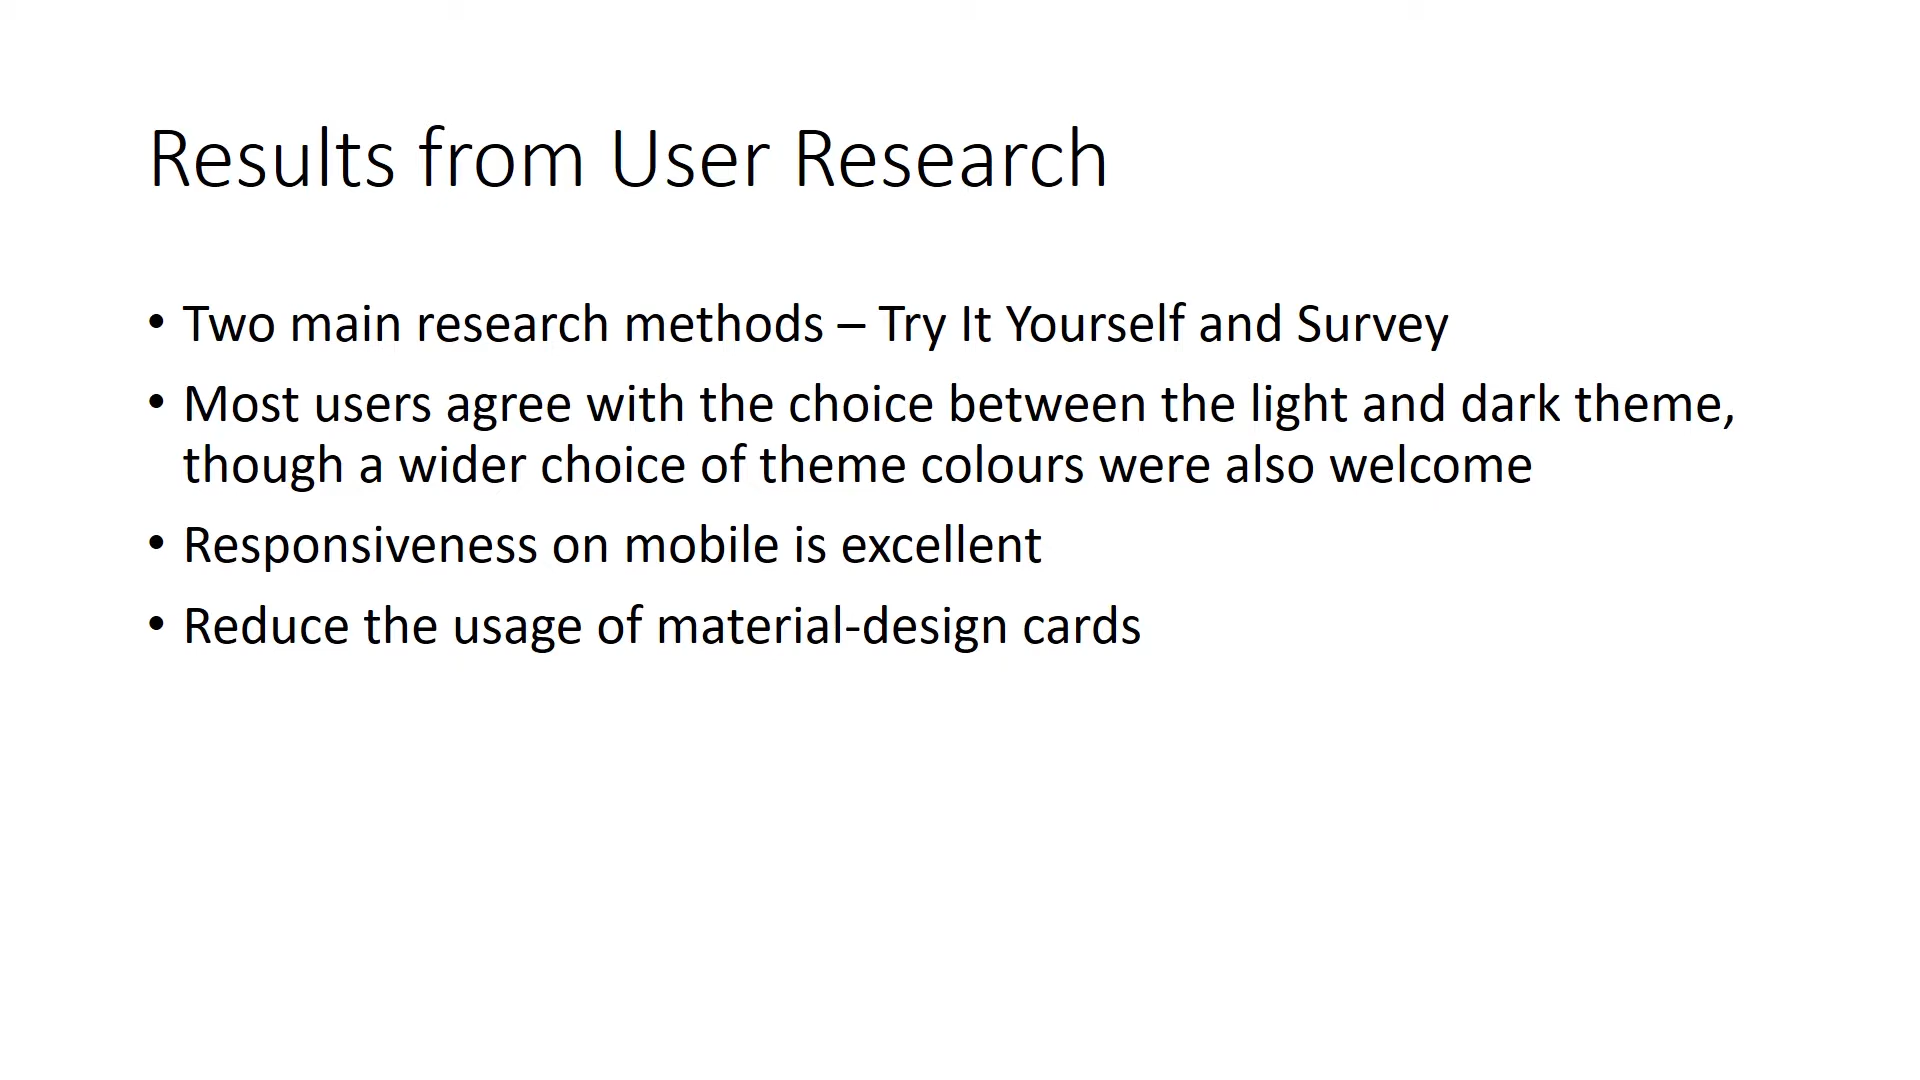 Results from User Research
• Two main research methods – Try It Yourself and Survey
• Most users agree with the choice between the light and dark theme,
though a wider choice of theme colours were also welcome
• Responsiveness on mobile is excellent
• Reduce the usage of material-design cards